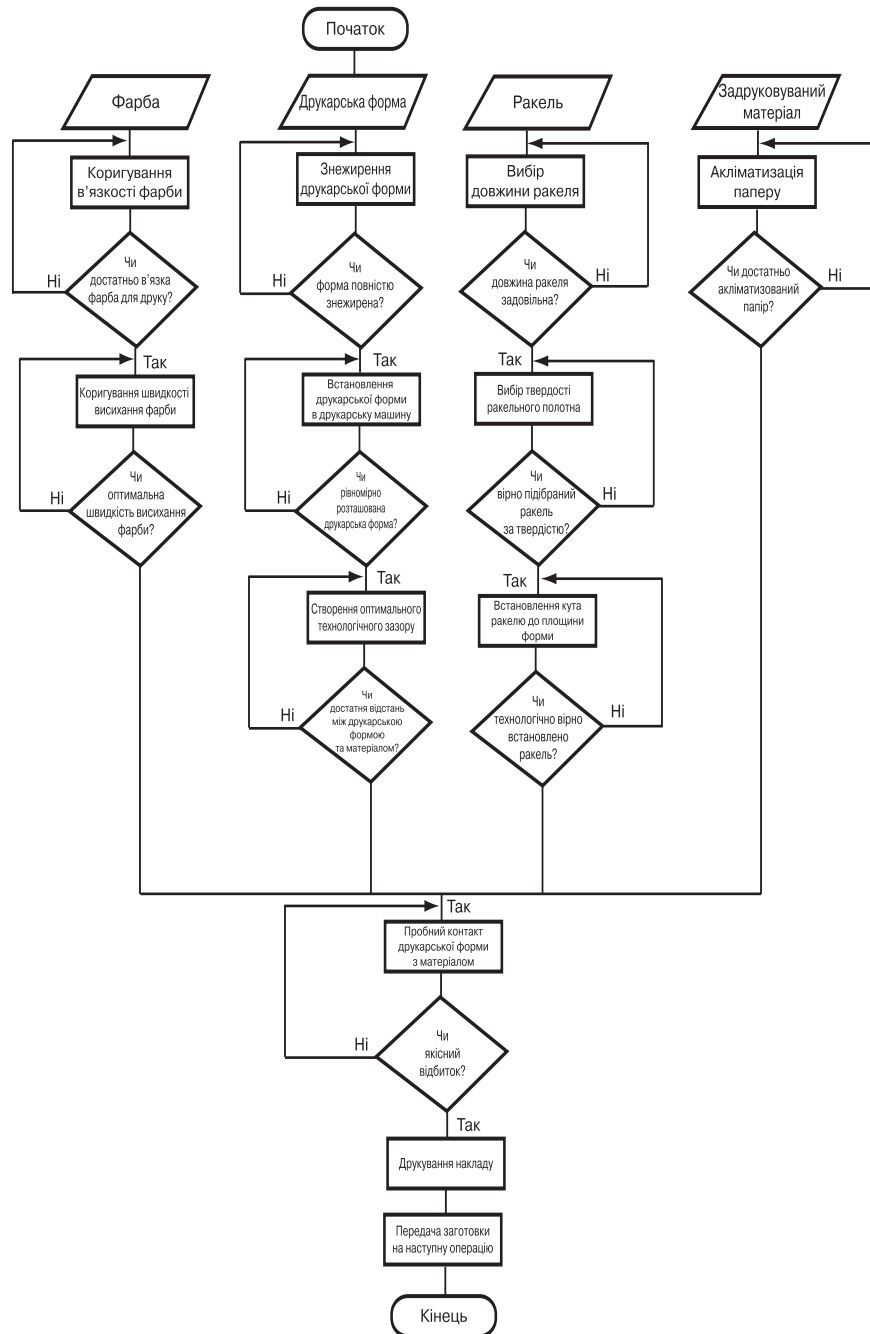 Початок
Фарба
Коригування
в’язкості фарби
Чи
достатньо в’язка
фарба для друку?
Ні
Так
Коригування швидкості
висихання фарби
Чи
оптимальна
швидкість висихання
фарби?
Ні
Друкарська форма
Знежирення
друкарської форми
Чи
форма повністю
знежирена?
Ні
Так
Встановлення
друкарської форми
в друкарську машину
Чи
рівномірно
розташована
друкарська форма?
Ні
Так
Створення оптимального
технологічного зазору
Чи
достатня відстань
між друкарською
формою
та матеріалом?
Ні
Ракель
Вибір
довжини ракеля
Чи
довжина ракеля
задовільна?
Ні
Так
Вибір твердості
ракельного полотна
Чи
вірно підібраний
ракель
за твердістю?
Ні
Так
Встановлення кута
ракелю до площини
форми
Чи
технологічно вірно
встановлено
ракель?
Ні
Задруковуваний
матеріал
Акліматизація
паперу
Чи достатньо
акліматизований
папір?
Ні
Так
Пробний контакт
друкарської форми
з матеріалом
Чи
якісний
відбиток?
Ні
Так
Друкування накладу
Передача заготовки
на наступну операцію
Кінець